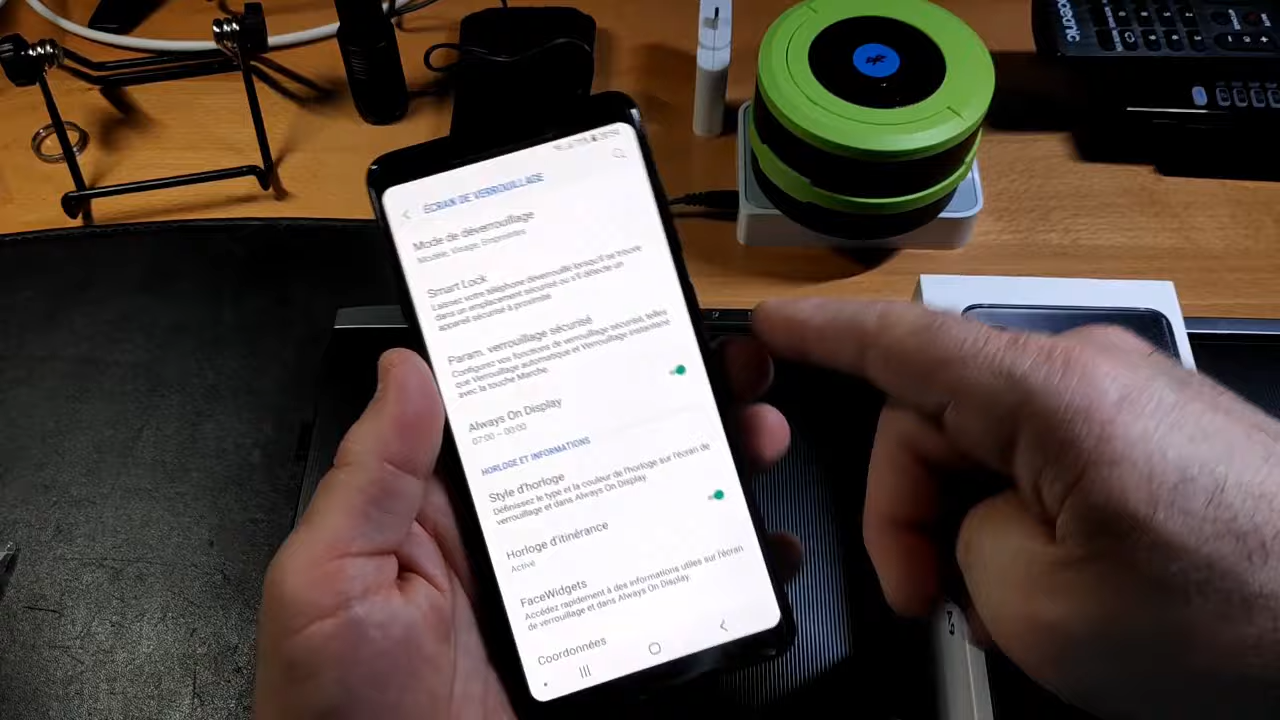 ÉCRAN DE VERROUILLAGE
Mode de déverrouillage
Modèle, Visage, Empreintes
Smart Lock
Laissez votre téléphone déverrouillé lorsqu'il se trouve
dans un emplacement sécurisé ou s'il détecte un
appareil sécurisé à proximité
Param. verrouillage sécurisé
Configurez vos fonctions de verrouillage sécurisé, telles
que Verrouillage automatique et Verrouillage instantané
avec la touche Marche.
Always On Display
07:00 – 00:00
HORLOGE ET INFORMATIONS
Style d'horloge
Définissez le type et la couleur de l'horloge sur l'écran de
verrouillage et dans Always On Display.
Horloge d'itinérance
Activé
FaceWidgets
Accédez rapidement à des informations utiles sur l'écran
de verrouillage et dans Always On Display.
Coordonnées
oceanic
A9